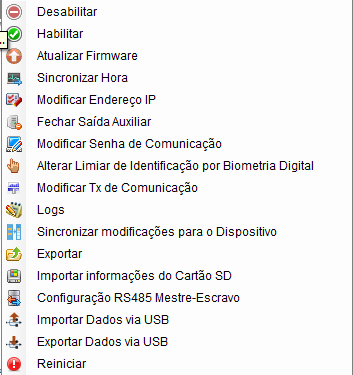 Desabilitar
Habilitar
Atualizar Firmware
Sincronizar Hora
Modificar Endereço IP
Fechar Saída Auxiliar
Modificar Senha de Comunicação
Alterar Limiar de Identificação por Biometria Digital
Modificar Tx de Comunicação
Logs
Sincronizar modificações para o Dispositivo
Exportar
Importar informações do Cartão SD
Configuração RS485 Mestre-Escravo
Importar Dados via USB
Exportar Dados via USB
Reiniciar